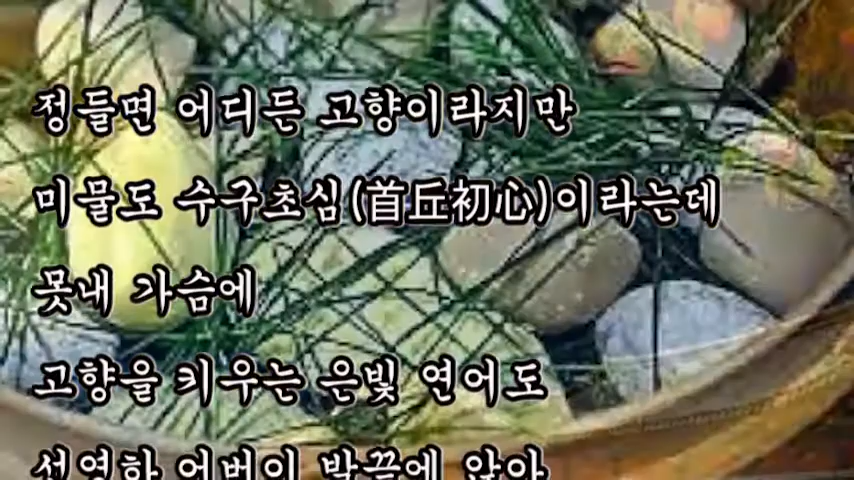 정들면 어디든 고향이라지만
미물도 수구초심(首丘初心)이라는데
못내 가슴에
고향을 키우는 은빛 연어도